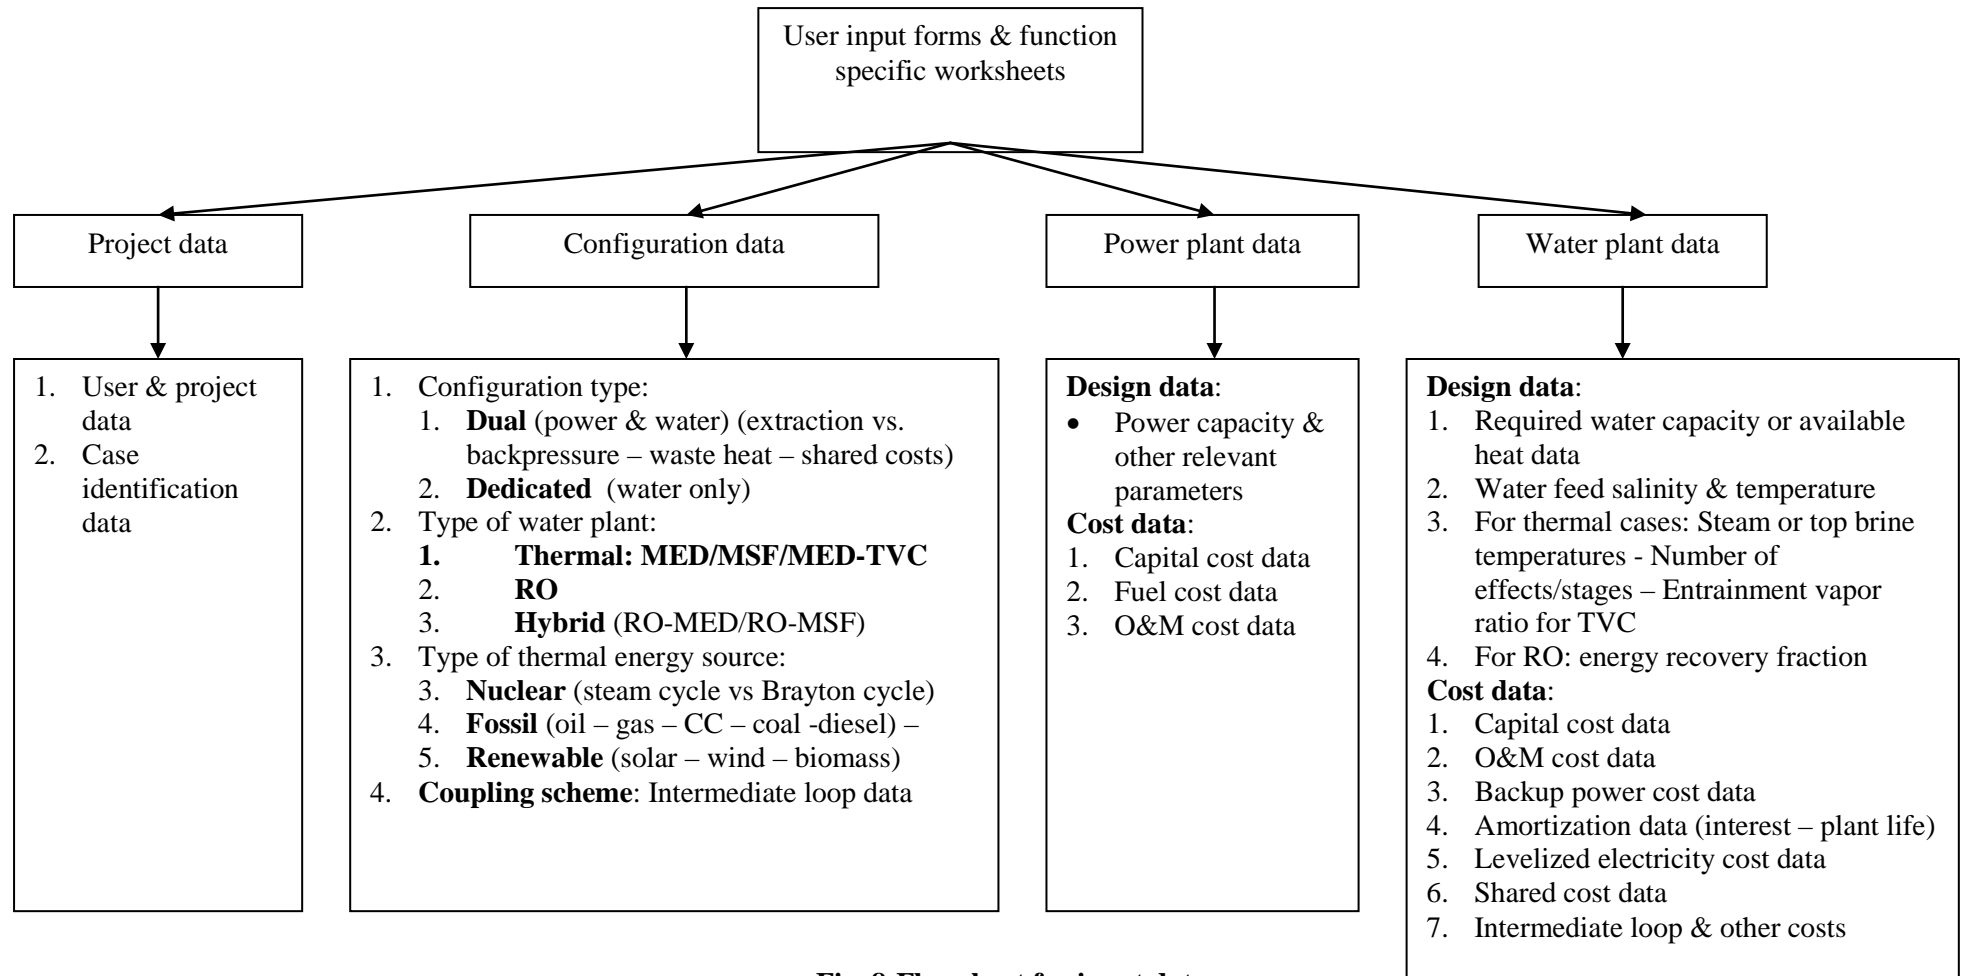 User input forms & function
specific worksheets
Project data
Configuration data
Power plant data
Water plant data
1. User & project
data
2. Case
identification
data
1. Configuration type:
1. Dual (power & water) (extraction vs.
backpressure – waste heat – shared costs)
2. Dedicated (water only)
2. Type of water plant:
1. Thermal: MED/MSF/MED-TVC
2. RO
3. Hybrid (RO-MED/RO-MSF)
3. Type of thermal energy source:
3. Nuclear (steam cycle vs Brayton cycle)
4. Fossil (oil – gas – CC – coal -diesel) –
5. Renewable (solar – wind – biomass)
4. Coupling scheme: Intermediate loop data
Design data:
• Power capacity &
other relevant
parameters
Cost data:
1. Capital cost data
2. Fuel cost data
3. O&M cost data
Design data:
1. Required water capacity or available
heat data
2. Water feed salinity & temperature
3. For thermal cases: Steam or top brine
temperatures - Number of
effects/stages – Entrainment vapor
ratio for TVC
4. For RO: energy recovery fraction
Cost data:
1. Capital cost data
2. O&M cost data
3. Backup power cost data
4. Amortization data (interest – plant life)
5. Levelized electricity cost data
6. Shared cost data
7. Intermediate loop & other costs